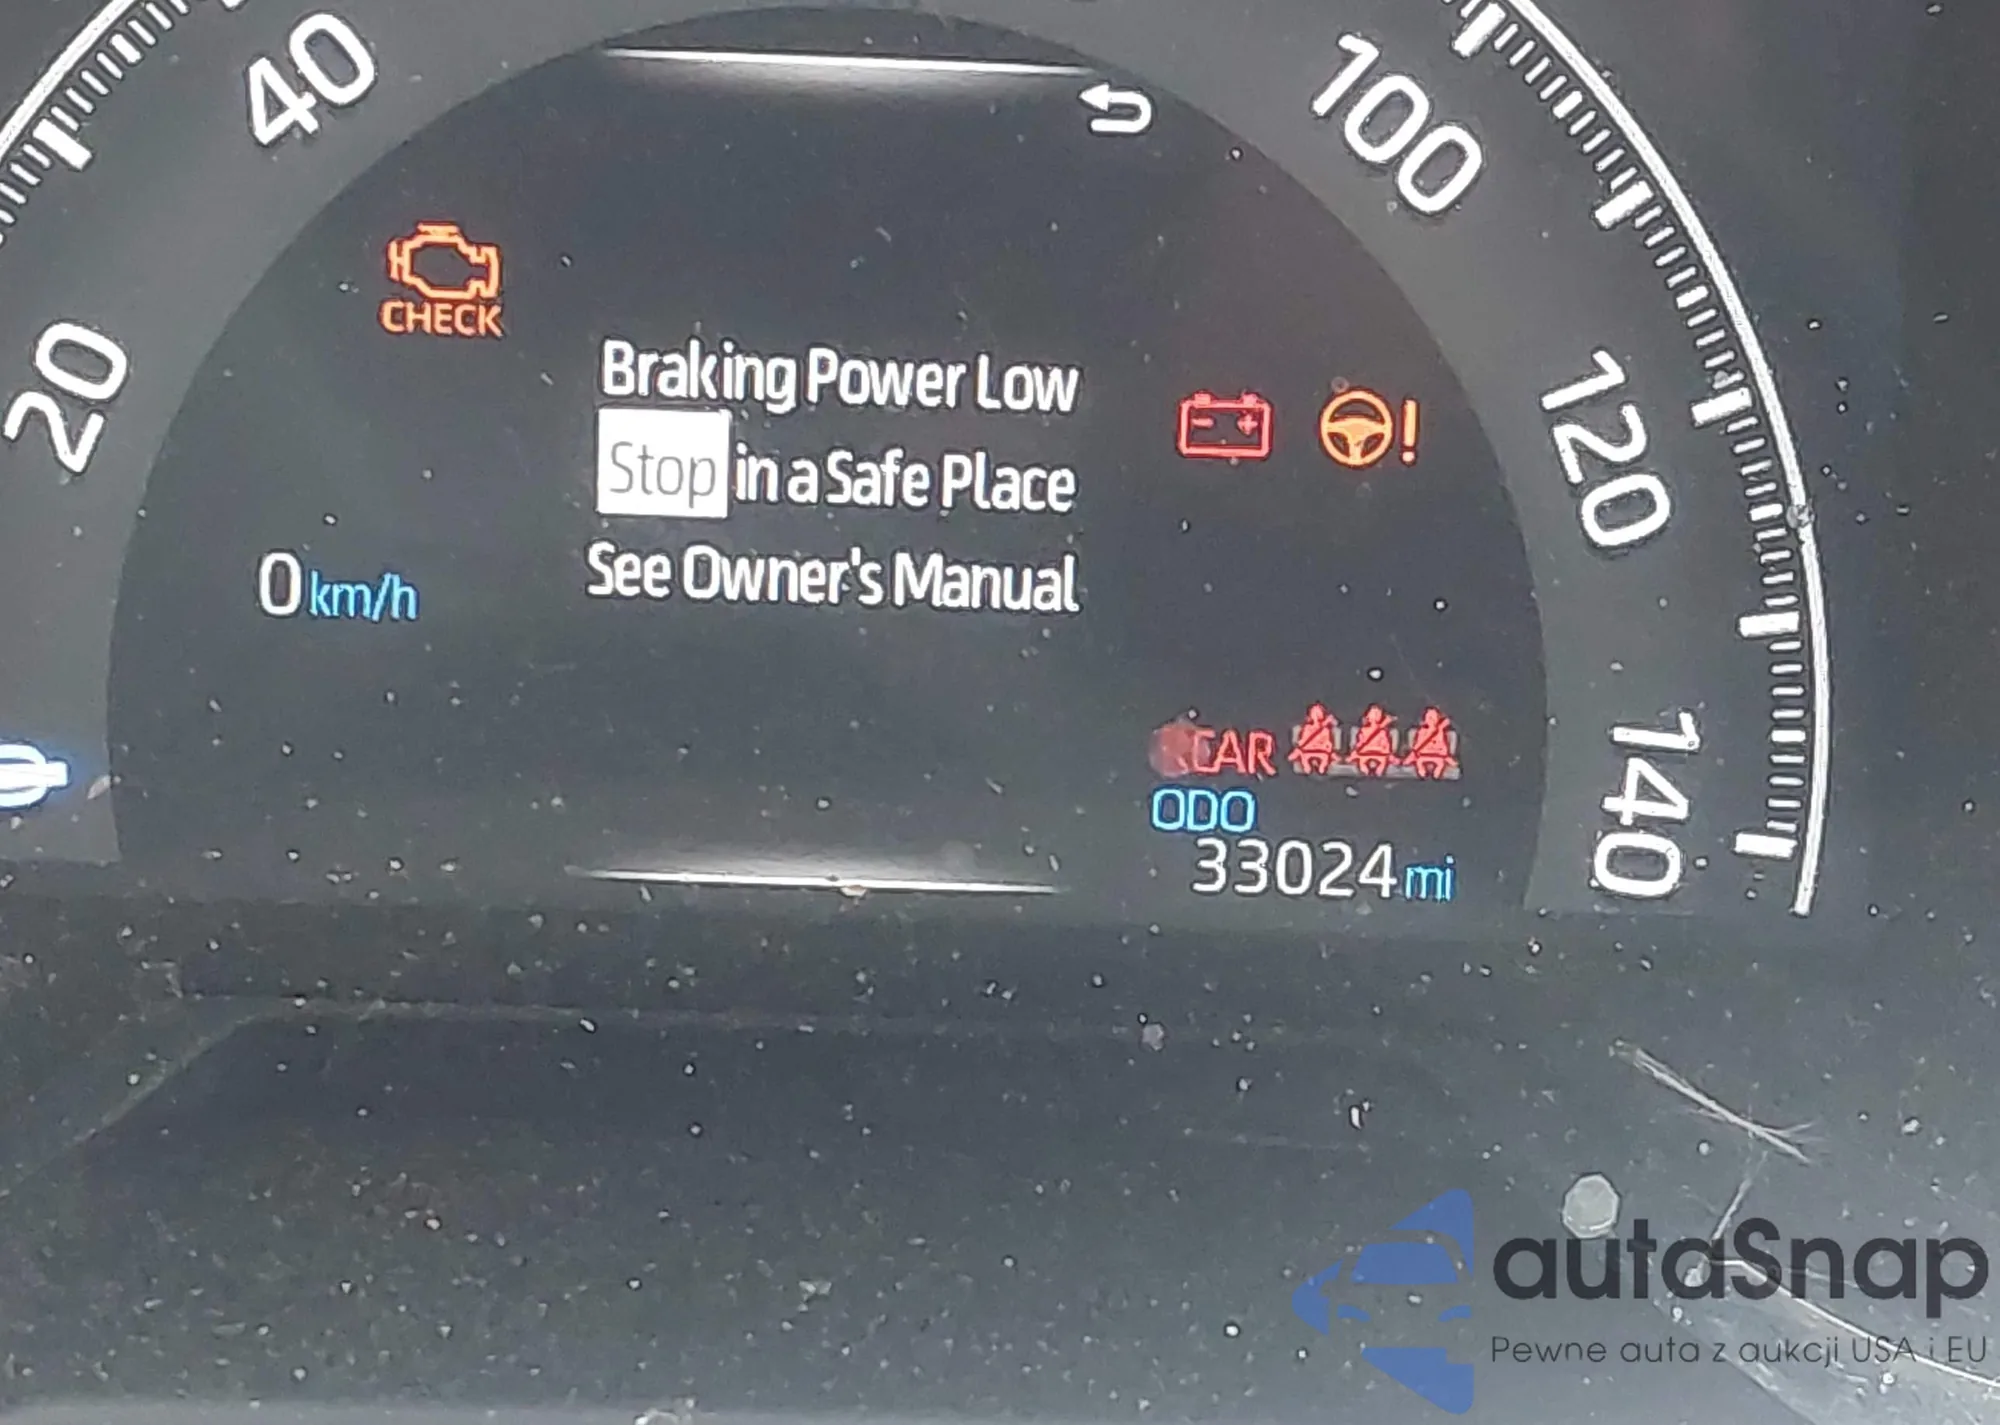 40
100
20
CHECK
Braking Power Low
Stop in a Safe Place
See Owner's Manual
120
0 km/h
140
ODO
33024 mi
autaSnap
Pewne auta z aukcji USA i EU